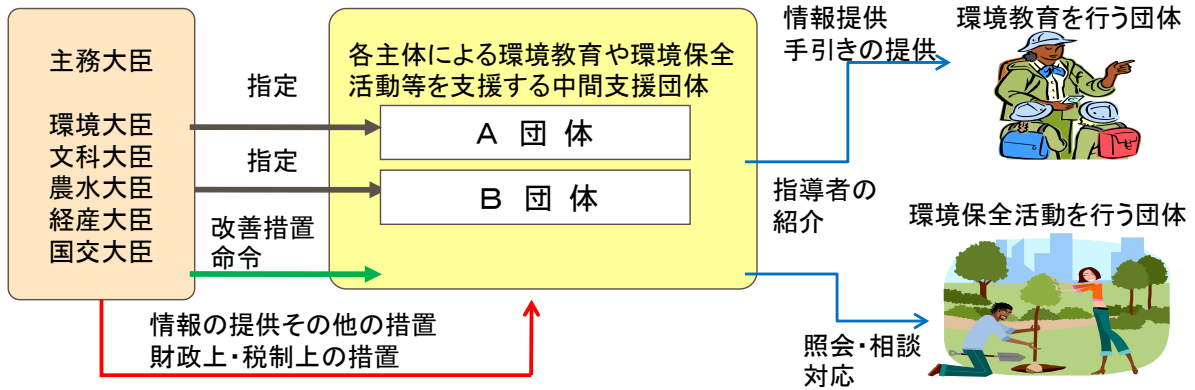 主務大臣
環境大臣
文科大臣
農水大臣
経産大臣
国交大臣
指定
指定
改善措置
命令
各主体による環境教育や環境保全
活動等を支援する中間支援団体
A 団 体
B 団 体
情報の提供その他の措置
財政上・税制上の措置
情報提供
手引きの提供
指導者の
紹介
照会・相談
対応
環境教育を行う団体
環境保全活動を行う団体